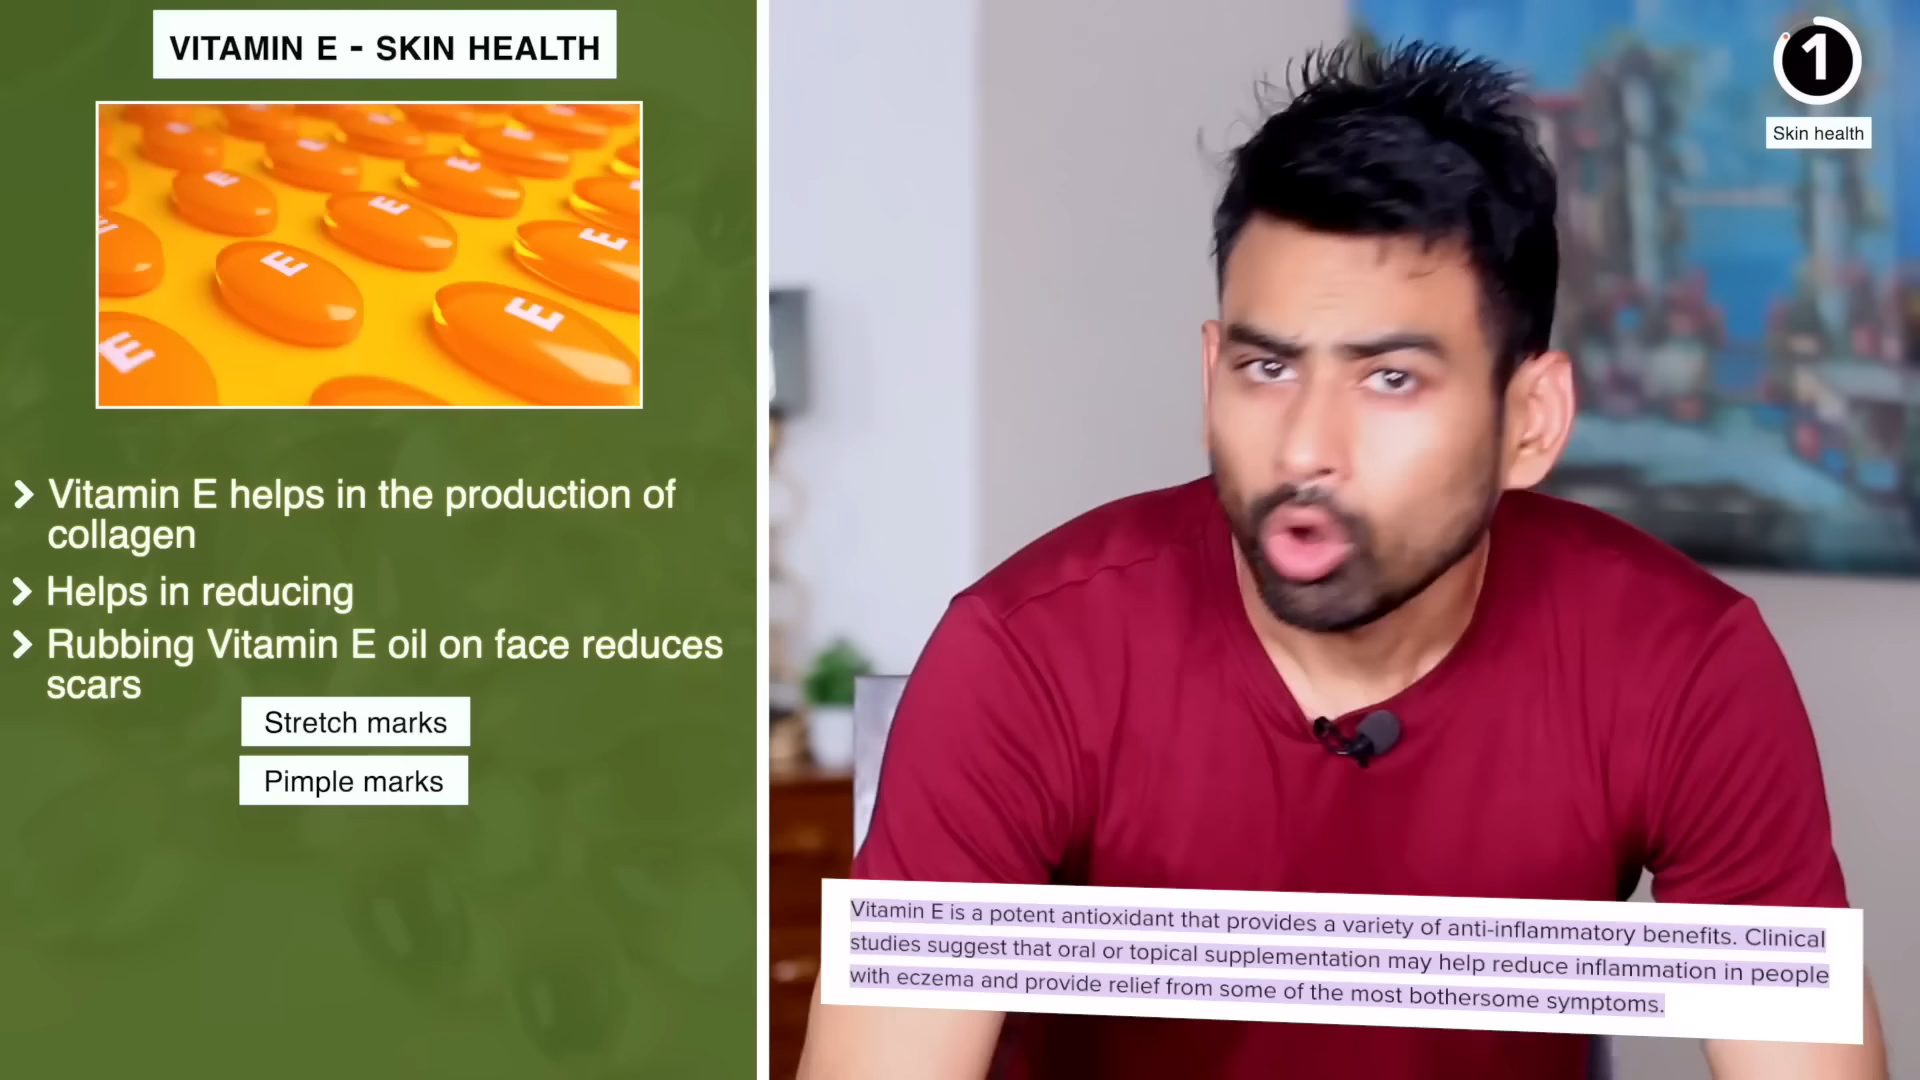 VITAMIN E - SKIN HEALTH
E
E
E
E
E
E
E
E
E
Vitamin E helps in the production of
collagen
Helps in reducing
Rubbing Vitamin E oil on face reduces
scars
Stretch marks
Pimple marks
1
Skin health
Vitamin E is a potent antioxidant that provides a variety of anti-inflammatory benefits. Clinical
studies suggest that oral or topical supplementation may help reduce inflammation in people
with eczema and provide relief from some of the most bothersome symptoms.